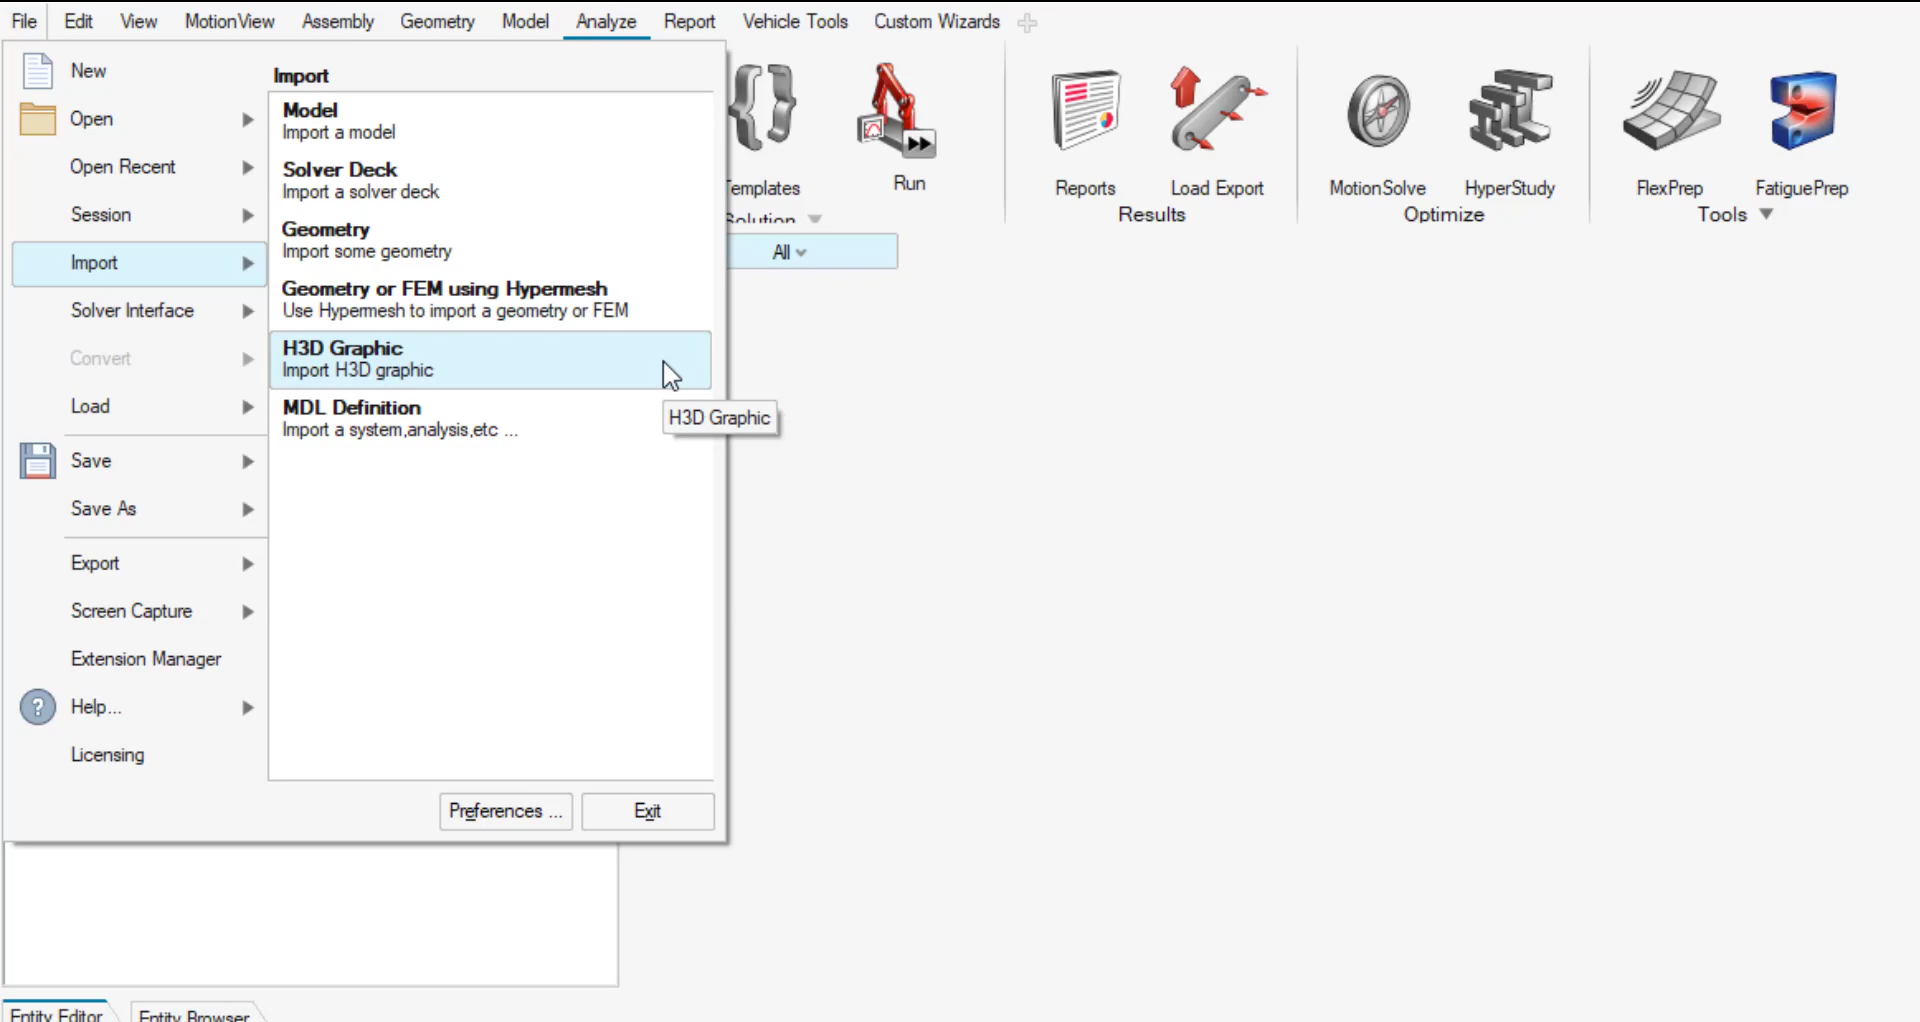 File Edit View MotionView Assembly Geometry Model Analyze Report Vehicle Tools Custom Wizards
New
Open
Open Recent
Session
Import
Solver Interface
Convert
Load
Save
Save As
Export
Screen Capture
Extension Manager
Help...
Licensing
Import
Model
Import a model
Solver Deck
Import a solver deck
Geometry
Import some geometry
Geometry or FEM using Hypermesh
Use Hypermesh to import a geometry or FEM
H3D Graphic
Import H3D graphic
MDL Definition
Import a system,analysis,etc ...
H3D Graphic
Preferences ... Exit
Templates Run Reports Load Export MotionSolve HyperStudy FlexPrep FatiguePrep
Solution Results Optimize Tools
All
Entity Editor Entity Browser